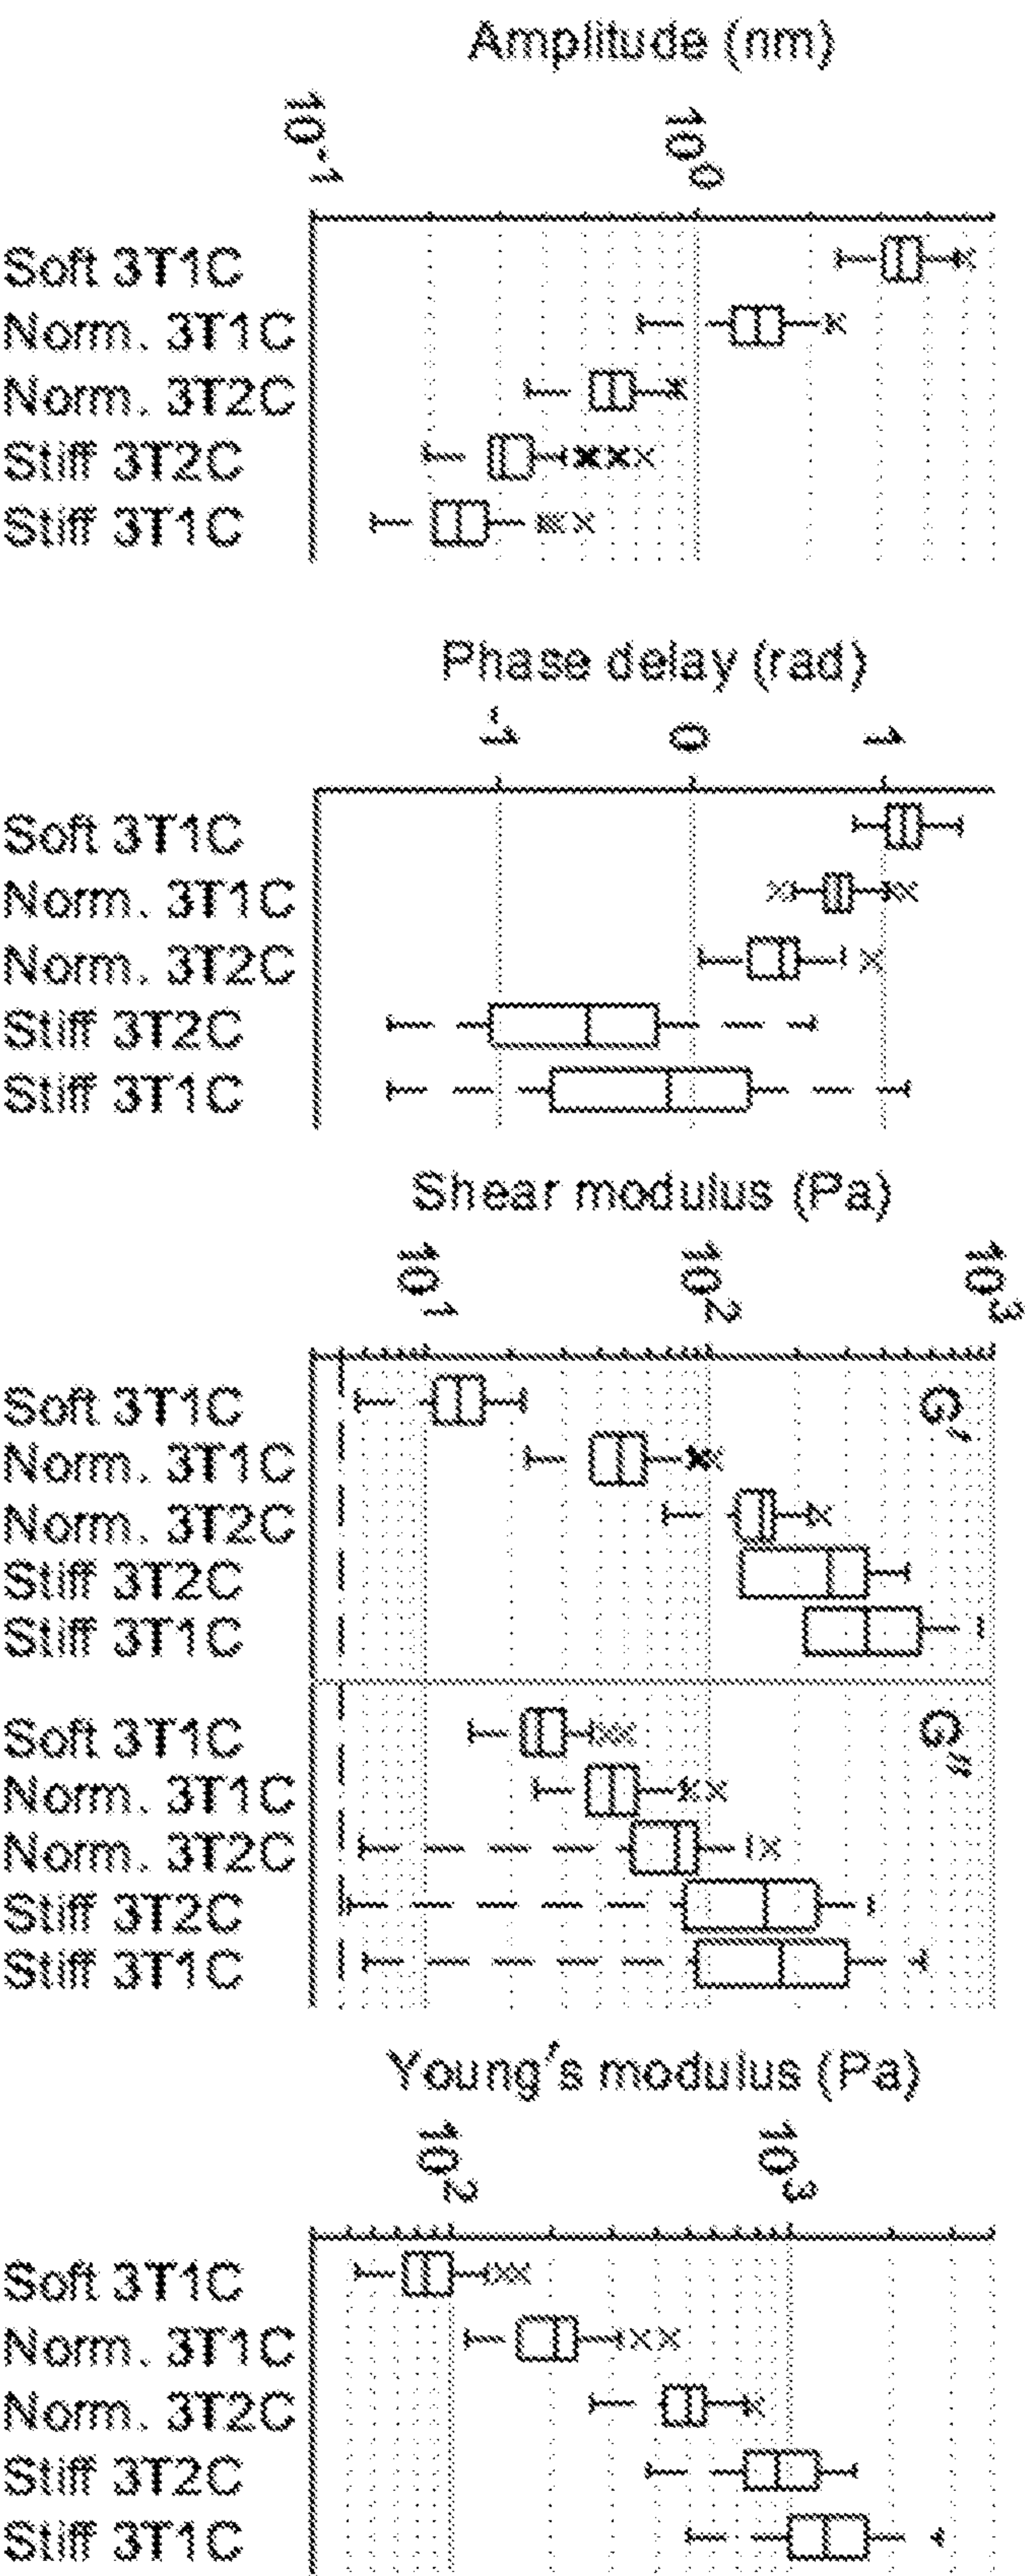 Amplitude (nm)
10-1 100
Soft 3T1C
Norm. 3T1C
Norm. 3T2C
Stiff 3T2C
Stiff 3T1C
Phase delay (rad)
-1 0 1
Soft 3T1C
Norm. 3T1C
Norm. 3T2C
Stiff 3T2C
Stiff 3T1C
Shear modulus (Pa)
101 102 103
Soft 3T1C
G'
Norm. 3T1C
Norm. 3T2C
Stiff 3T2C
Stiff 3T1C
Soft 3T1C
G"
Norm. 3T1C
Norm. 3T2C
Stiff 3T2C
Stiff 3T1C
Young's modulus (Pa)
102 103
Soft 3T1C
Norm. 3T1C
Norm. 3T2C
Stiff 3T2C
Stiff 3T1C